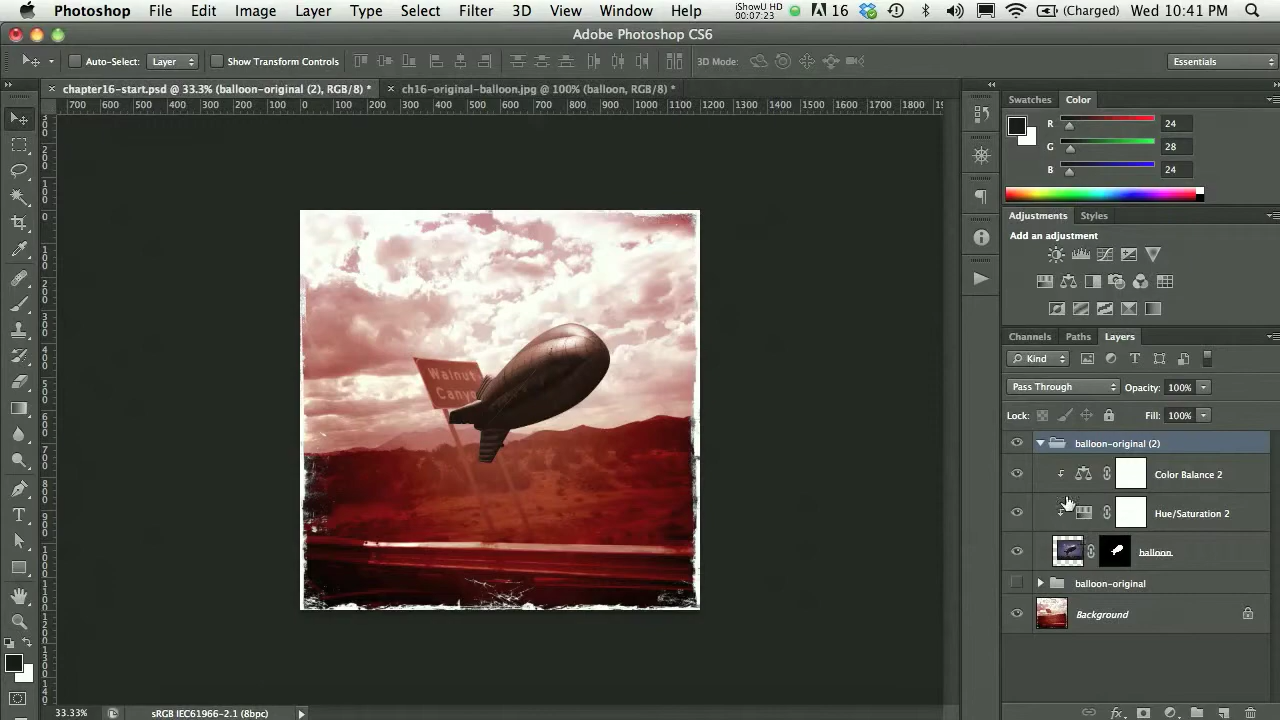 Photoshop File Edit Image Layer Type Select Filter 3D View Window Help iShowU HD 00:07:23 16 (Charged) Wed 10:41 PM
Adobe Photoshop CS6
Auto-Select: Layer Show Transform Controls 3D Mode: Essentials
× chapter16-start.psd @ 33.3% (balloon-original (2), RGB/8) * × ch16-original-balloon.jpg @ 100% (balloon, RGB/8) *
700 600 500 400 300 200 100 0 100 200 300 400 500 600 700 800 900 1000 1100 1200 1300 1400 1500 1600 1700 1800
Swatches Color
R 24
G 28
B 24
Adjustments Styles
Add an adjustment
Channels Paths Layers
Kind
Pass Through Opacity: 100%
Lock: Fill: 100%
balloon-original (2)
Color Balance 2
Hue/Saturation 2
balloon
balloon-original
Background
Walnut
Canyo
33.33% sRGB IEC61966-2.1 (8bpc)